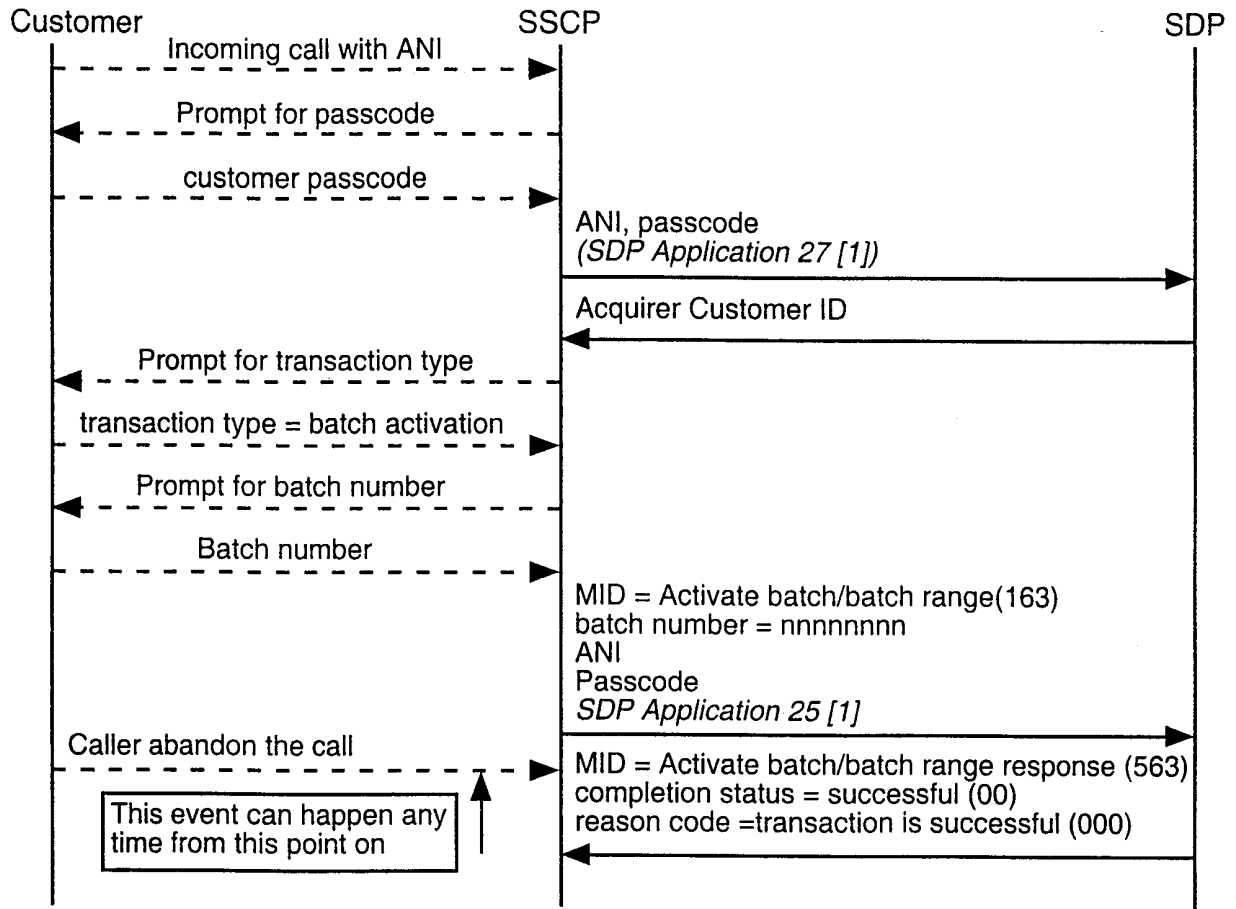 Customer
SSCP
SDP
Incoming call with ANI
Prompt for passcode
customer passcode
ANI, passcode
(SDP Application 27 [1])
Acquirer Customer ID
Prompt for transaction type
transaction type = batch activation
Prompt for batch number
Batch number
MID = Activate batch/batch range(163)
batch number = nnnnnnnn
ANI
Passcode
SDP Application 25 [1]
Caller abandon the call
This event can happen any
time from this point on
MID = Activate batch/batch range response (563)
completion status = successful (00)
reason code =transaction is successful (000)